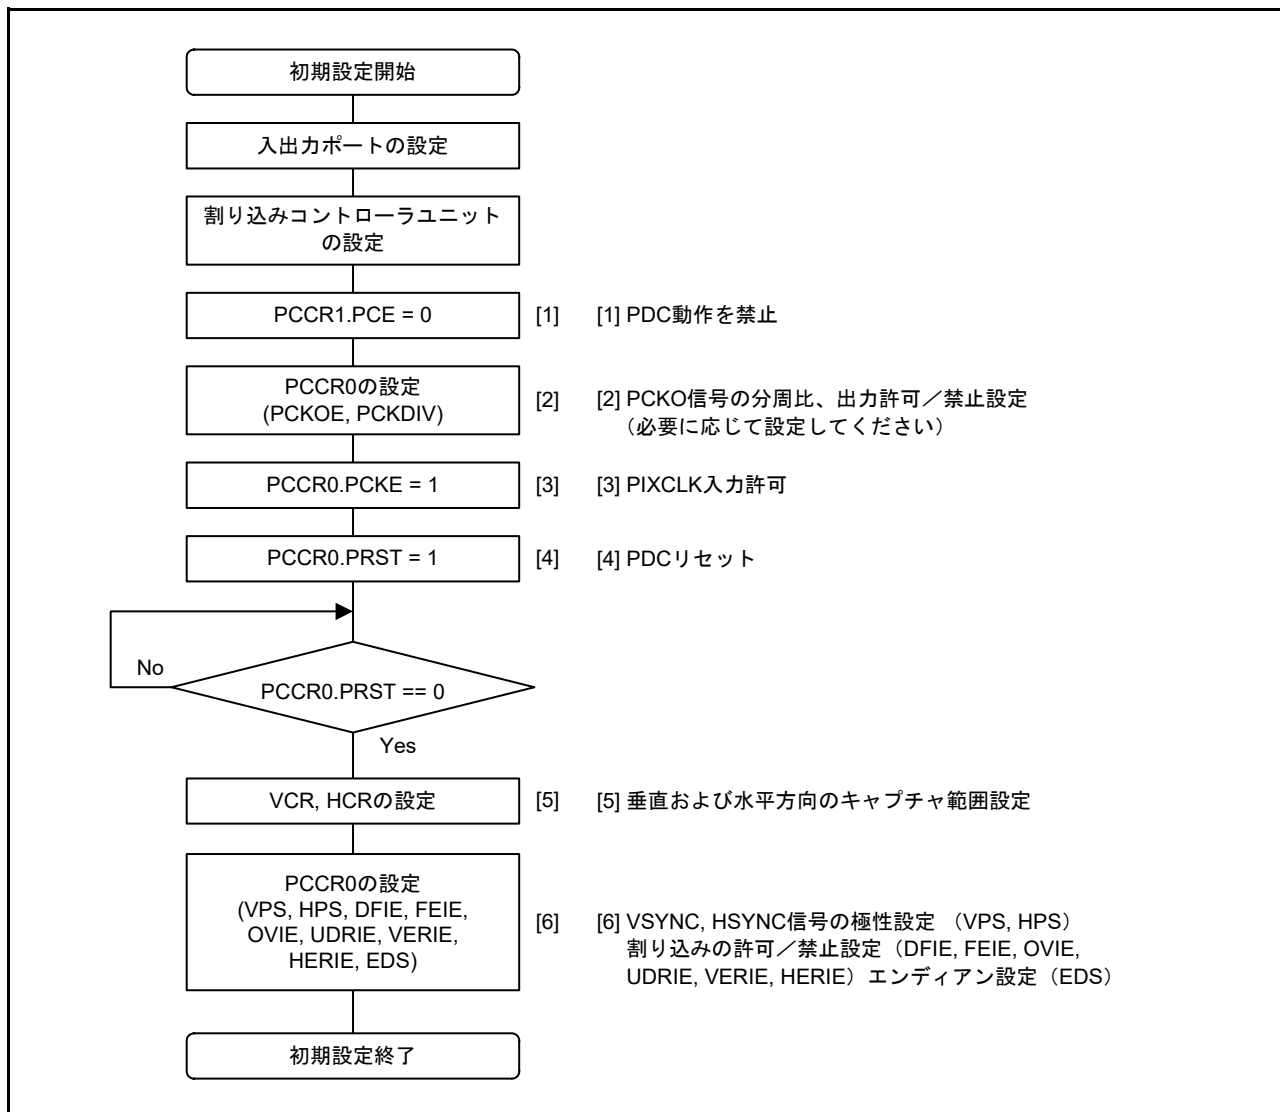 初期設定開始
入出力ポートの設定
割り込みコントローラユニット
の設定
PCCR1.PCE = 0 [1] [1] PDC動作を禁止
PCCR0の設定
(PCKOE, PCKDIV)
[2] [2] PCKO信号の分周比、出力許可／禁止設定
（必要に応じて設定してください）
PCCR0.PCKE = 1 [3] [3] PIXCLK入力許可
PCCR0.PRST = 1 [4] [4] PDCリセット
No
PCCR0.PRST == 0
Yes
VCR, HCRの設定 [5] [5] 垂直および水平方向のキャプチャ範囲設定
PCCR0の設定
(VPS, HPS, DFIE, FEIE,
OVIE, UDRIE, VERIE,
HERIE, EDS)
[6] [6] VSYNC, HSYNC信号の極性設定 （VPS, HPS）
割り込みの許可／禁止設定（DFIE, FEIE, OVIE,
UDRIE, VERIE, HERIE）エンディアン設定（EDS）
初期設定終了